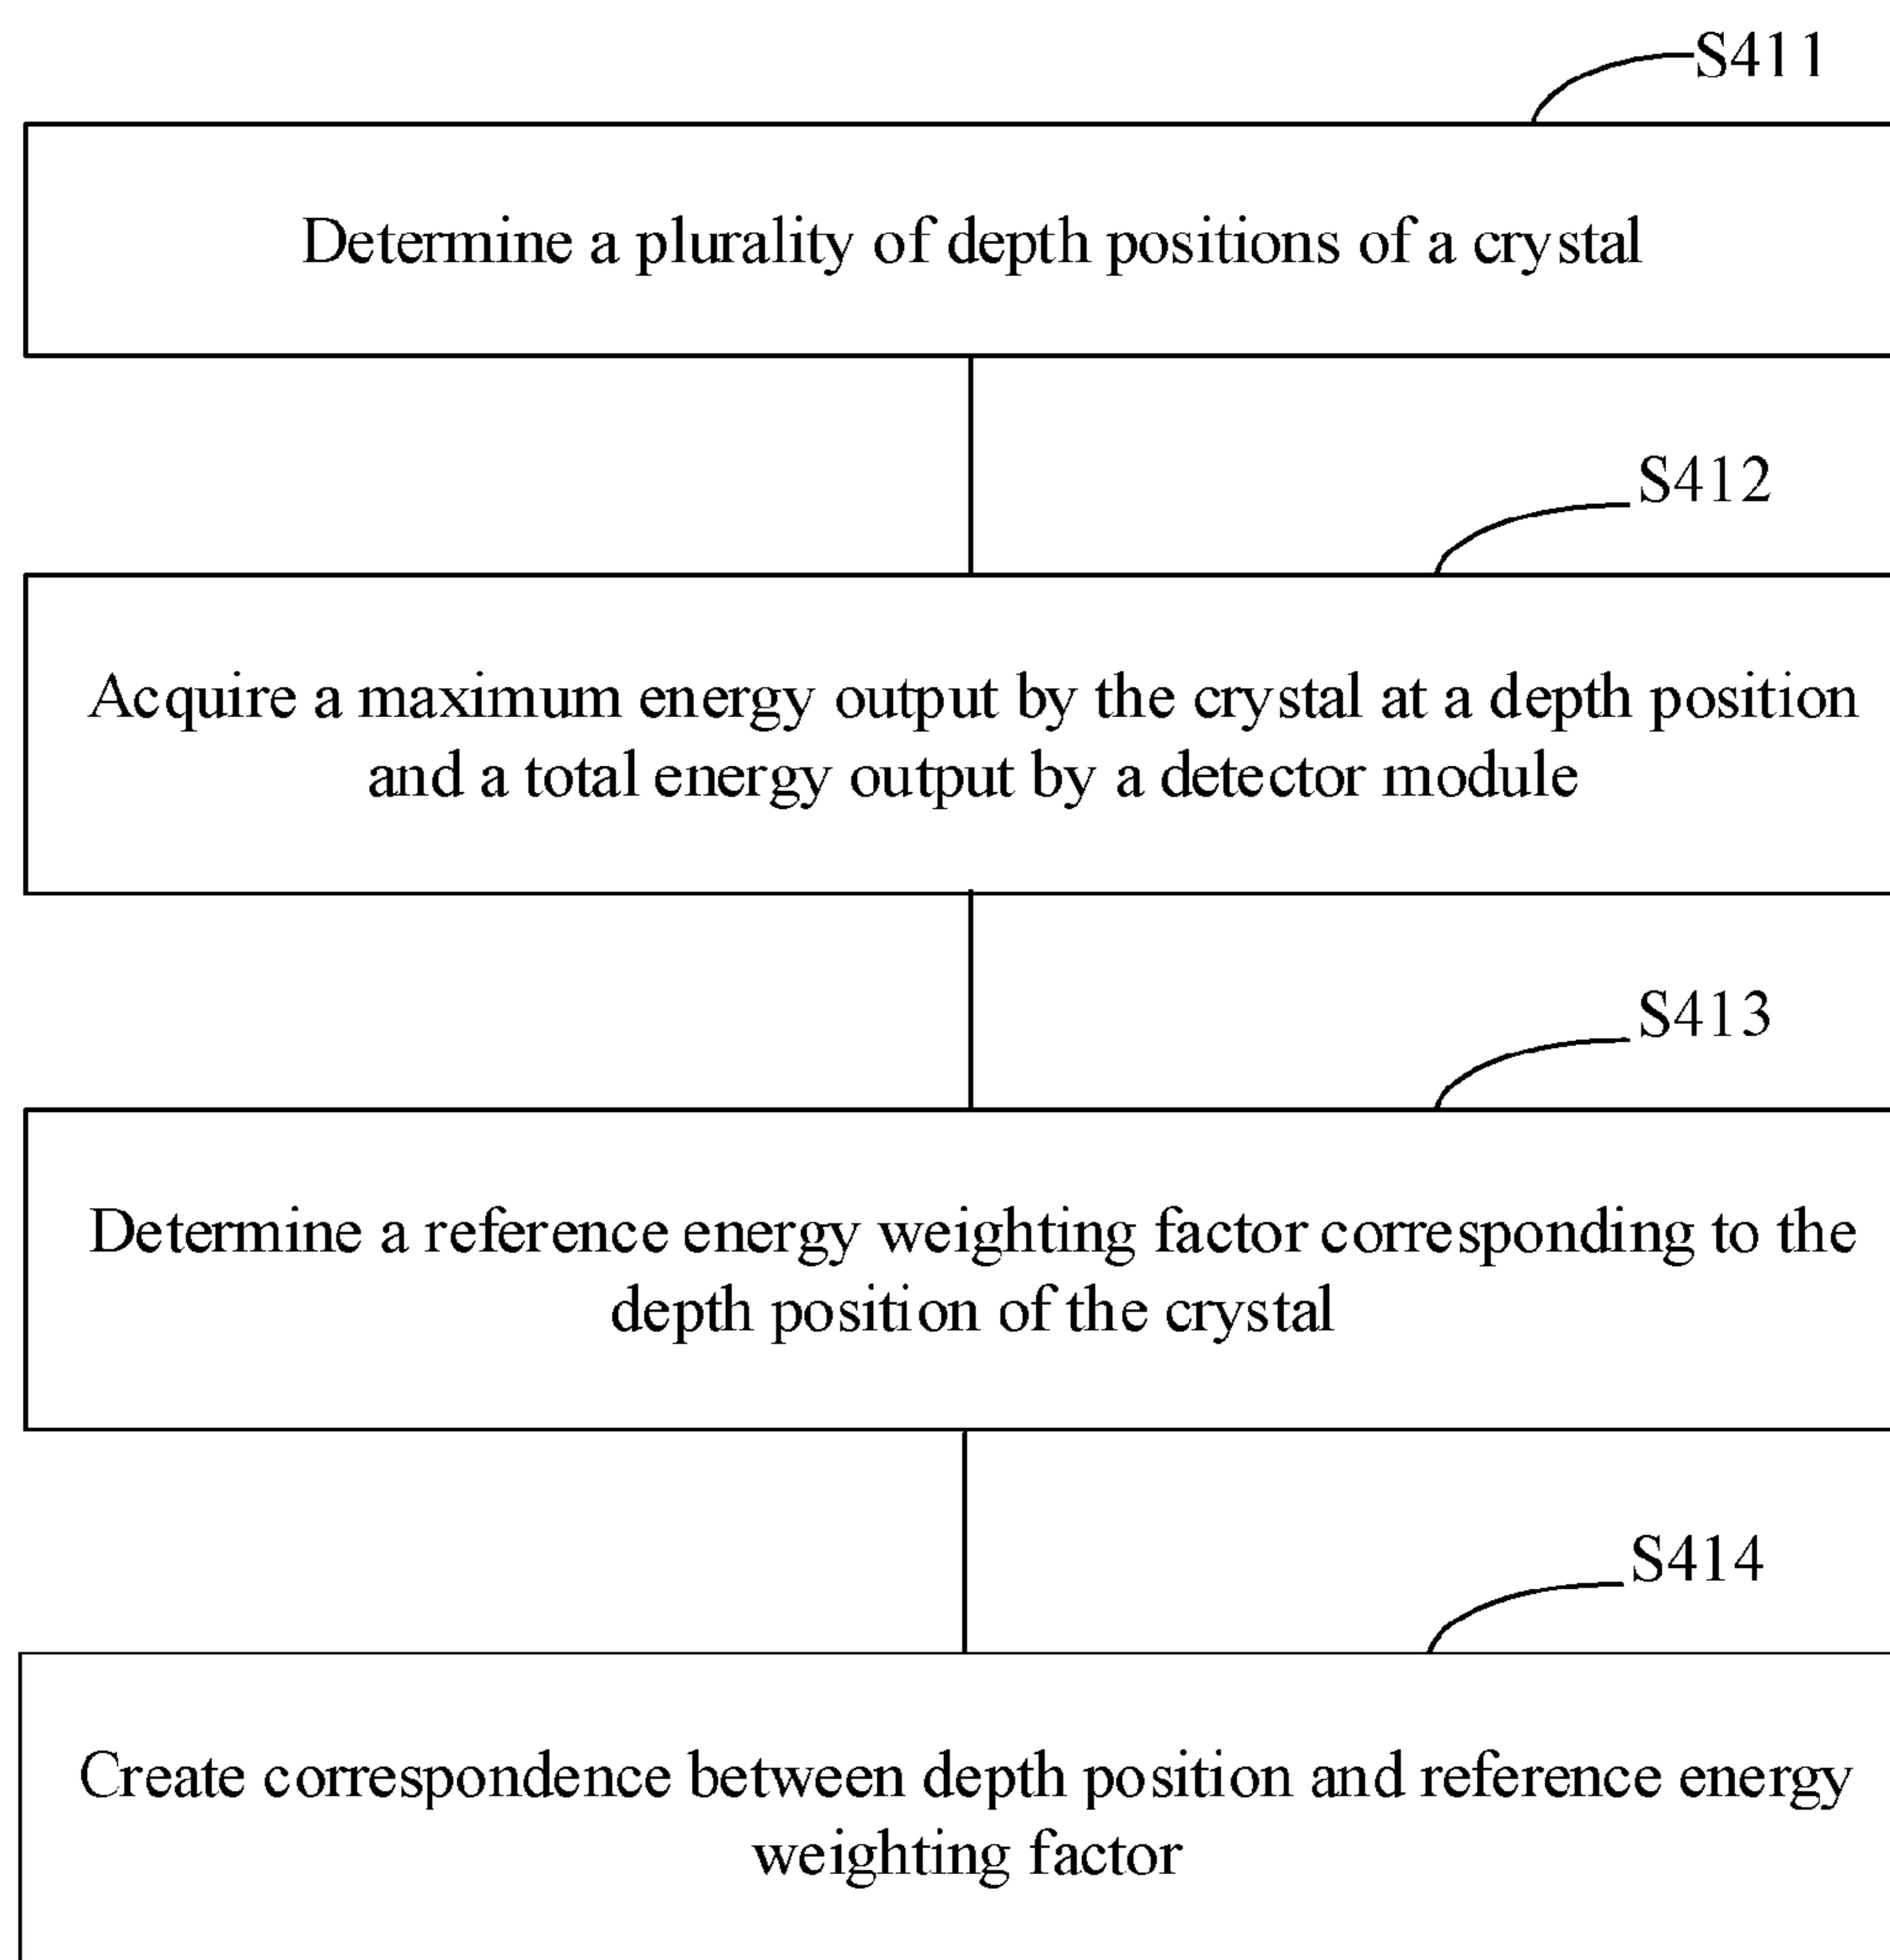 S411
Determine a plurality of depth positions of a crystal
S412
Acquire a maximum energy output by the crystal at a depth position
and a total energy output by a detector module
S413
Determine a reference energy weighting factor corresponding to the
depth position of the crystal
S414
Create correspondence between depth position and reference energy
weighting factor